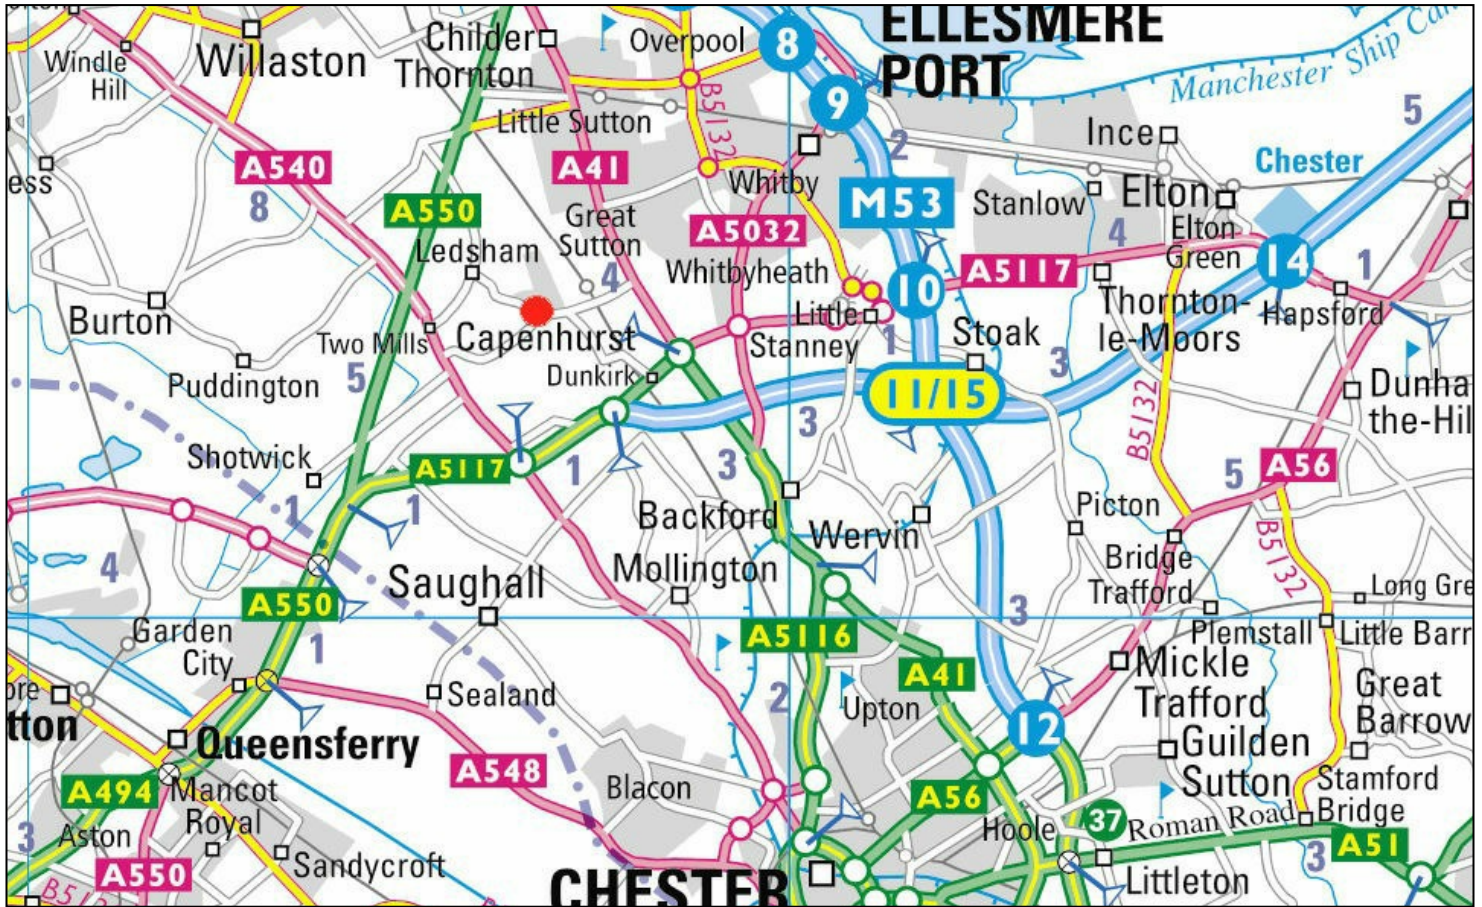 ELLESMERE
PORT
Manchester Ship Can
Windle
Hill
Willaston
Childer
Thornton
Overpool
8
9
B5132
Little Sutton
2
5
Ince
Chester
A540
8
A41
Whitby
M53
Stanlow
Elton
ess
A550
Great
Sutton
A5032
4
Elton
Green
Ledsham
4
Whitbyheath
10
A5117
14
1
Burton
Capenhurst
Little
Stanney
1
Stoak
Thornton-
le-Moors
Hapsford
Two Mills
Dunkirk
3
5
Puddington
11/15
Dunha
the-Hil
3
B5132
Shotwick
A5117
1
3
5
A56
1
1
Backford
Wervin
Picton
B5132
4
Saughall
Mollington
Bridge
Trafford
Long Gre
A550
3
Garden
City
1
A5116
Plemstall
Little Barr
A41
Mickle
Trafford
Great
Barrow
ore
tton
Sealand
2
Upton
12
Queensferry
Guilden
Sutton
A548
Blacon
Stamford
Bridge
A494
Mancot
Royal
A56
37
Roman Road
3
Aston
Hoole
A51
3
A550
Sandycroft
CHESTER
Littleton
B51